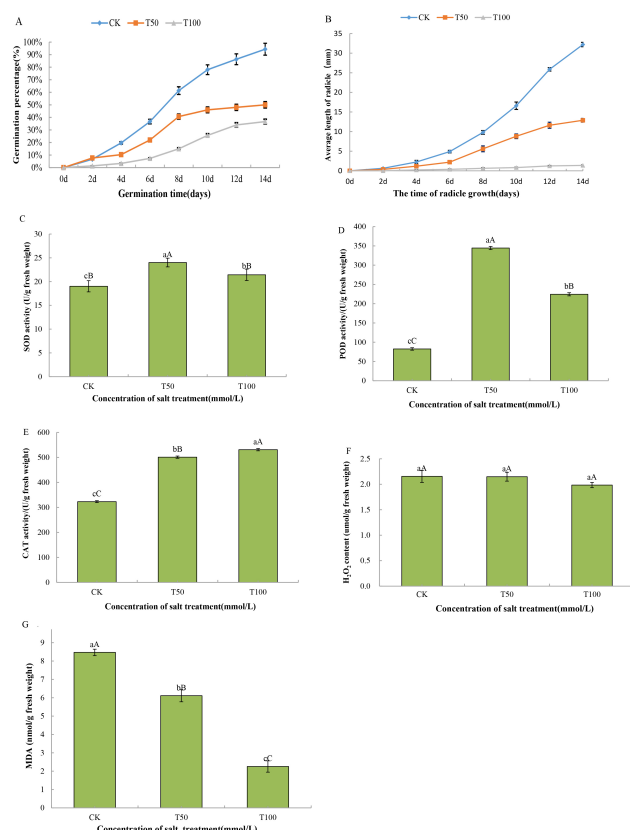 A
CK T50 T100
100%
90%
80%
70%
60%
50%
40%
30%
20%
10%
0%
Germination percentage(%)
0d 2d 4d 6d 8d 10d 12d 14d
Germination time(days)
B
CK T50 T100
35
30
25
20
15
10
5
0
Average length of radicle (mm)
0d 2d 4d 6d 8d 10d 12d 14d
The time of radicle growth(days)
C
30
25
20
15
10
5
0
SOD activity (U/g fresh weight)
cB aA bB
CK T50 T100
Concentration of salt treatment(mmol/L)
D
400
350
300
250
200
150
100
50
0
POD activity/(U/g fresh weight)
cC aA bB
CK T50 T100
Concentration of salt treatment(mmol/L)
E
600
500
400
300
200
100
0
CAT activity/(U/g fresh weight)
cC bB aA
CK T50 T100
Concentration of salt treatment(mmol/L)
F
2.5
2.0
1.5
1.0
0.5
0.0
H₂O₂ content (umol/g fresh weight)
aA aA aA
CK T50 T100
Concentration of salt treatment(mmol/L)
G
9
8
7
6
5
4
3
2
1
0
MDA (nmol/g fresh weight)
aA bB cC
CK T50 T100
Concentration of salt treatment(mmol/L)